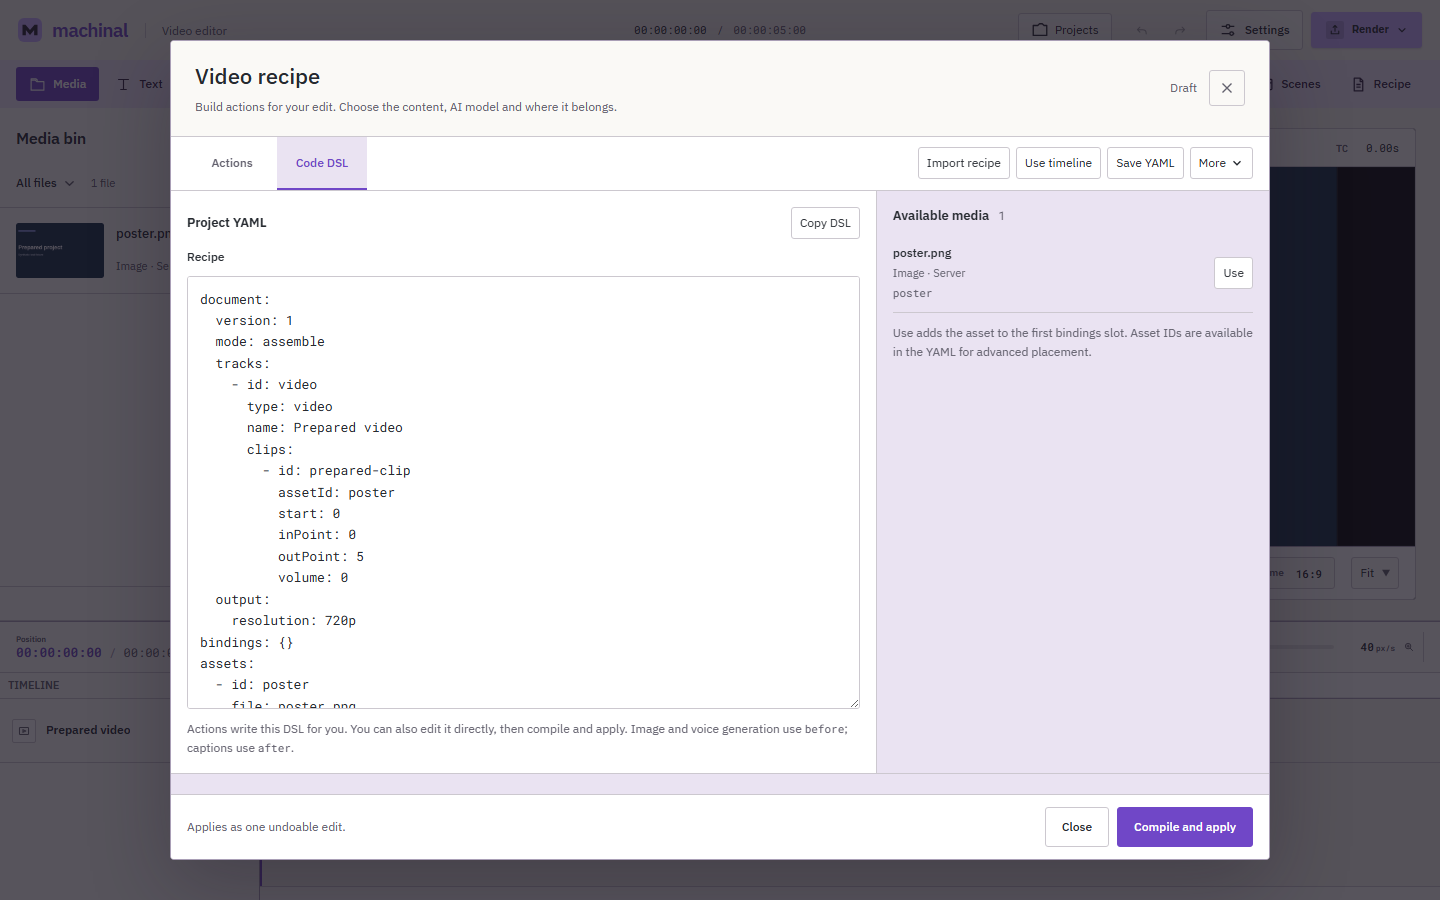 machinal
Video editor
00:00:00:00 / 00:00:05:00
Projects
Settings
Render
Media
Text
Scenes
Recipe
Media bin
All files
1 file
Prepared project
poster.pn
Image · Se
TC 0.00s
Video recipe
Build actions for your edit. Choose the content, AI model and where it belongs.
Draft
Actions
Code DSL
Import recipe
Use timeline
Save YAML
More
Project YAML
Copy DSL
Recipe
document:
version: 1
mode: assemble
tracks:
- id: video
type: video
name: Prepared video
clips:
- id: prepared-clip
assetId: poster
start: 0
inPoint: 0
outPoint: 5
volume: 0
output:
resolution: 720p
bindings: {}
assets:
- id: poster
file: poster.png
Actions write this DSL for you. You can also edit it directly, then compile and apply. Image and voice generation use before;
captions use after.
Available media 1
poster.png
Image · Server
poster
Use
Use adds the asset to the first bindings slot. Asset IDs are available
in the YAML for advanced placement.
me 16:9
Fit
Position
00:00:00:00 / 00:00:
40 px/s
TIMELINE
Prepared video
Applies as one undoable edit.
Close
Compile and apply